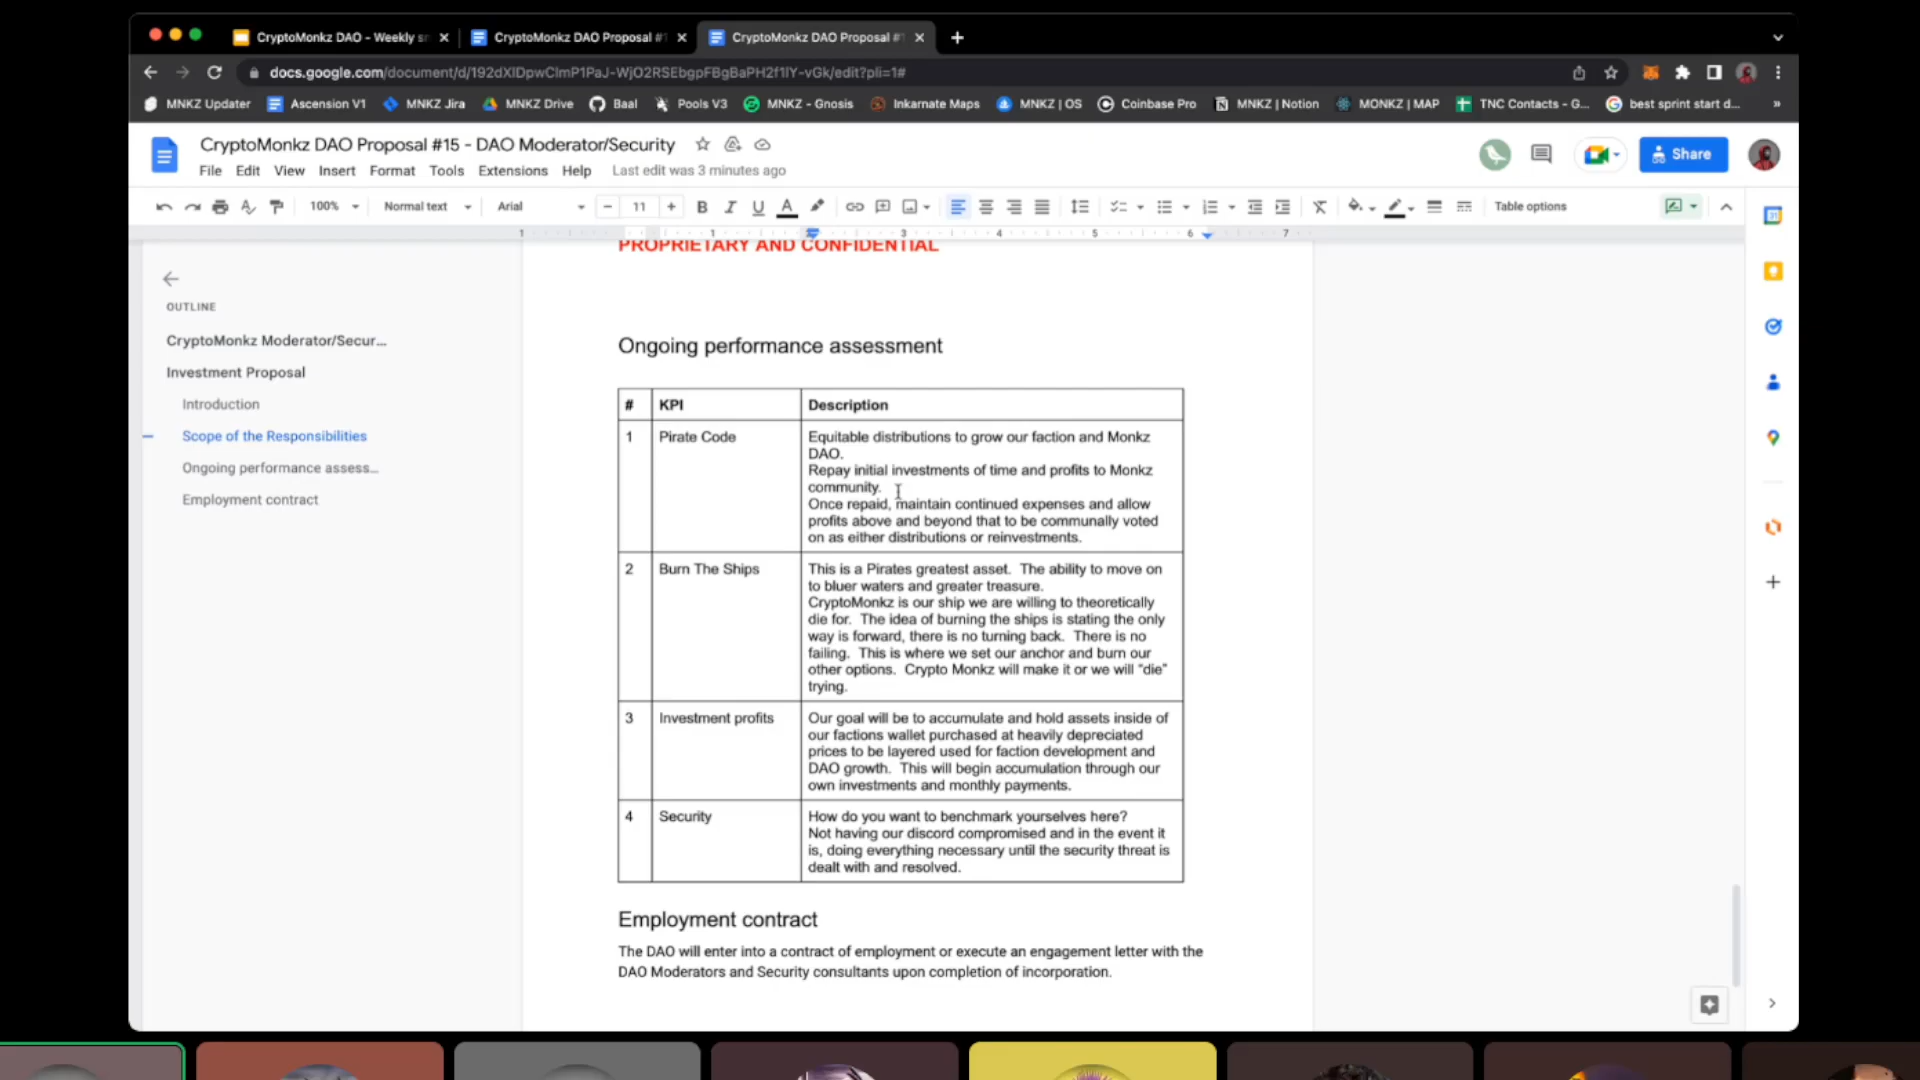 CryptoMonkz DAO - Weekly s
CryptoMonkz DAO Proposal #
CryptoMonkz DAO Proposal #
docs.google.com/document/d/192dXIDpwClmP1PaJ-WjO2RSEbgpFBgBaPH2f1lY-vGk/edit?pli=1#
MNKZ Updater
Ascension V1
MNKZ Jira
MNKZ Drive
Baal
Pools V3
MNKZ - Gnosis
Inkarnate Maps
MNKZ | OS
Coinbase Pro
MNKZ | Notion
MONKZ | MAP
TNC Contacts - G...
best sprint start d...
CryptoMonkz DAO Proposal #15 - DAO Moderator/Security
File Edit View Insert Format Tools Extensions Help Last edit was 3 minutes ago
Share
100% Normal text Arial 11 Table options
1 1 3 4 5 6 7
PROPRIETARY AND CONFIDENTIAL
OUTLINE
CryptoMonkz Moderator/Secur...
Investment Proposal
Introduction
Scope of the Responsibilities
Ongoing performance assess...
Employment contract
Ongoing performance assessment
# KPI Description
1 Pirate Code Equitable distributions to grow our faction and Monkz
DAO.
Repay initial investments of time and profits to Monkz
community.
Once repaid, maintain continued expenses and allow
profits above and beyond that to be communally voted
on as either distributions or reinvestments.
2 Burn The Ships This is a Pirates greatest asset. The ability to move on
to bluer waters and greater treasure.
CryptoMonkz is our ship we are willing to theoretically
die for. The idea of burning the ships is stating the only
way is forward, there is no turning back. There is no
failing. This is where we set our anchor and burn our
other options. Crypto Monkz will make it or we will “die”
trying.
3 Investment profits Our goal will be to accumulate and hold assets inside of
our factions wallet purchased at heavily depreciated
prices to be layered used for faction development and
DAO growth. This will begin accumulation through our
own investments and monthly payments.
4 Security How do you want to benchmark yourselves here?
Not having our discord compromised and in the event it
is, doing everything necessary until the security threat is
dealt with and resolved.
Employment contract
The DAO will enter into a contract of employment or execute an engagement letter with the
DAO Moderators and Security consultants upon completion of incorporation.